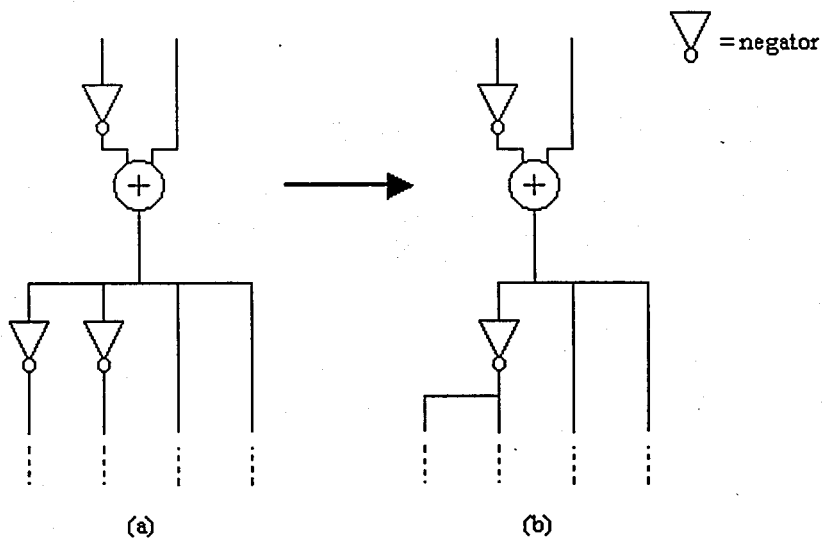 = negator
+
+
(a)
(b)